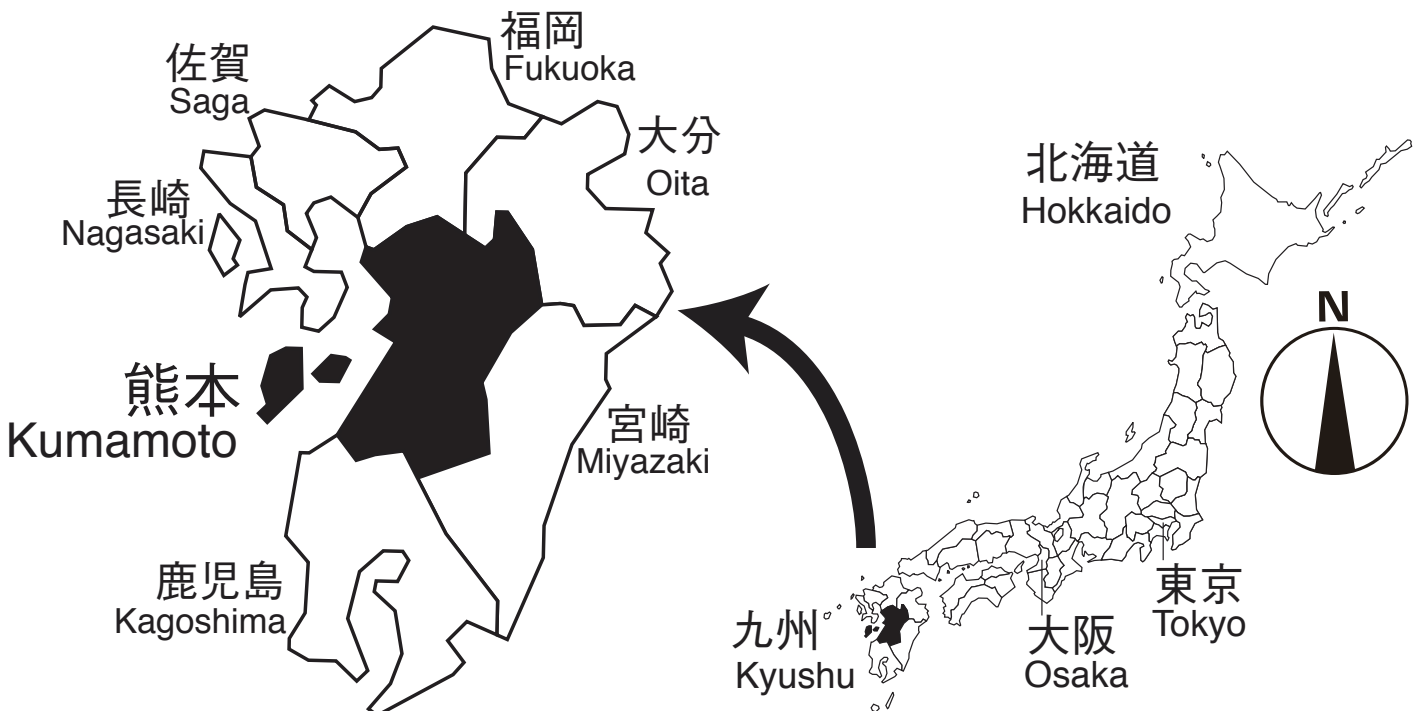 福岡
Fukuoka
佐賀
Saga
大分
Oita
長崎
Nagasaki
熊本
Kumamoto
宮崎
Miyazaki
鹿児島
Kagoshima
北海道
Hokkaido
N
東京
Tokyo
大阪
Osaka
九州
Kyushu